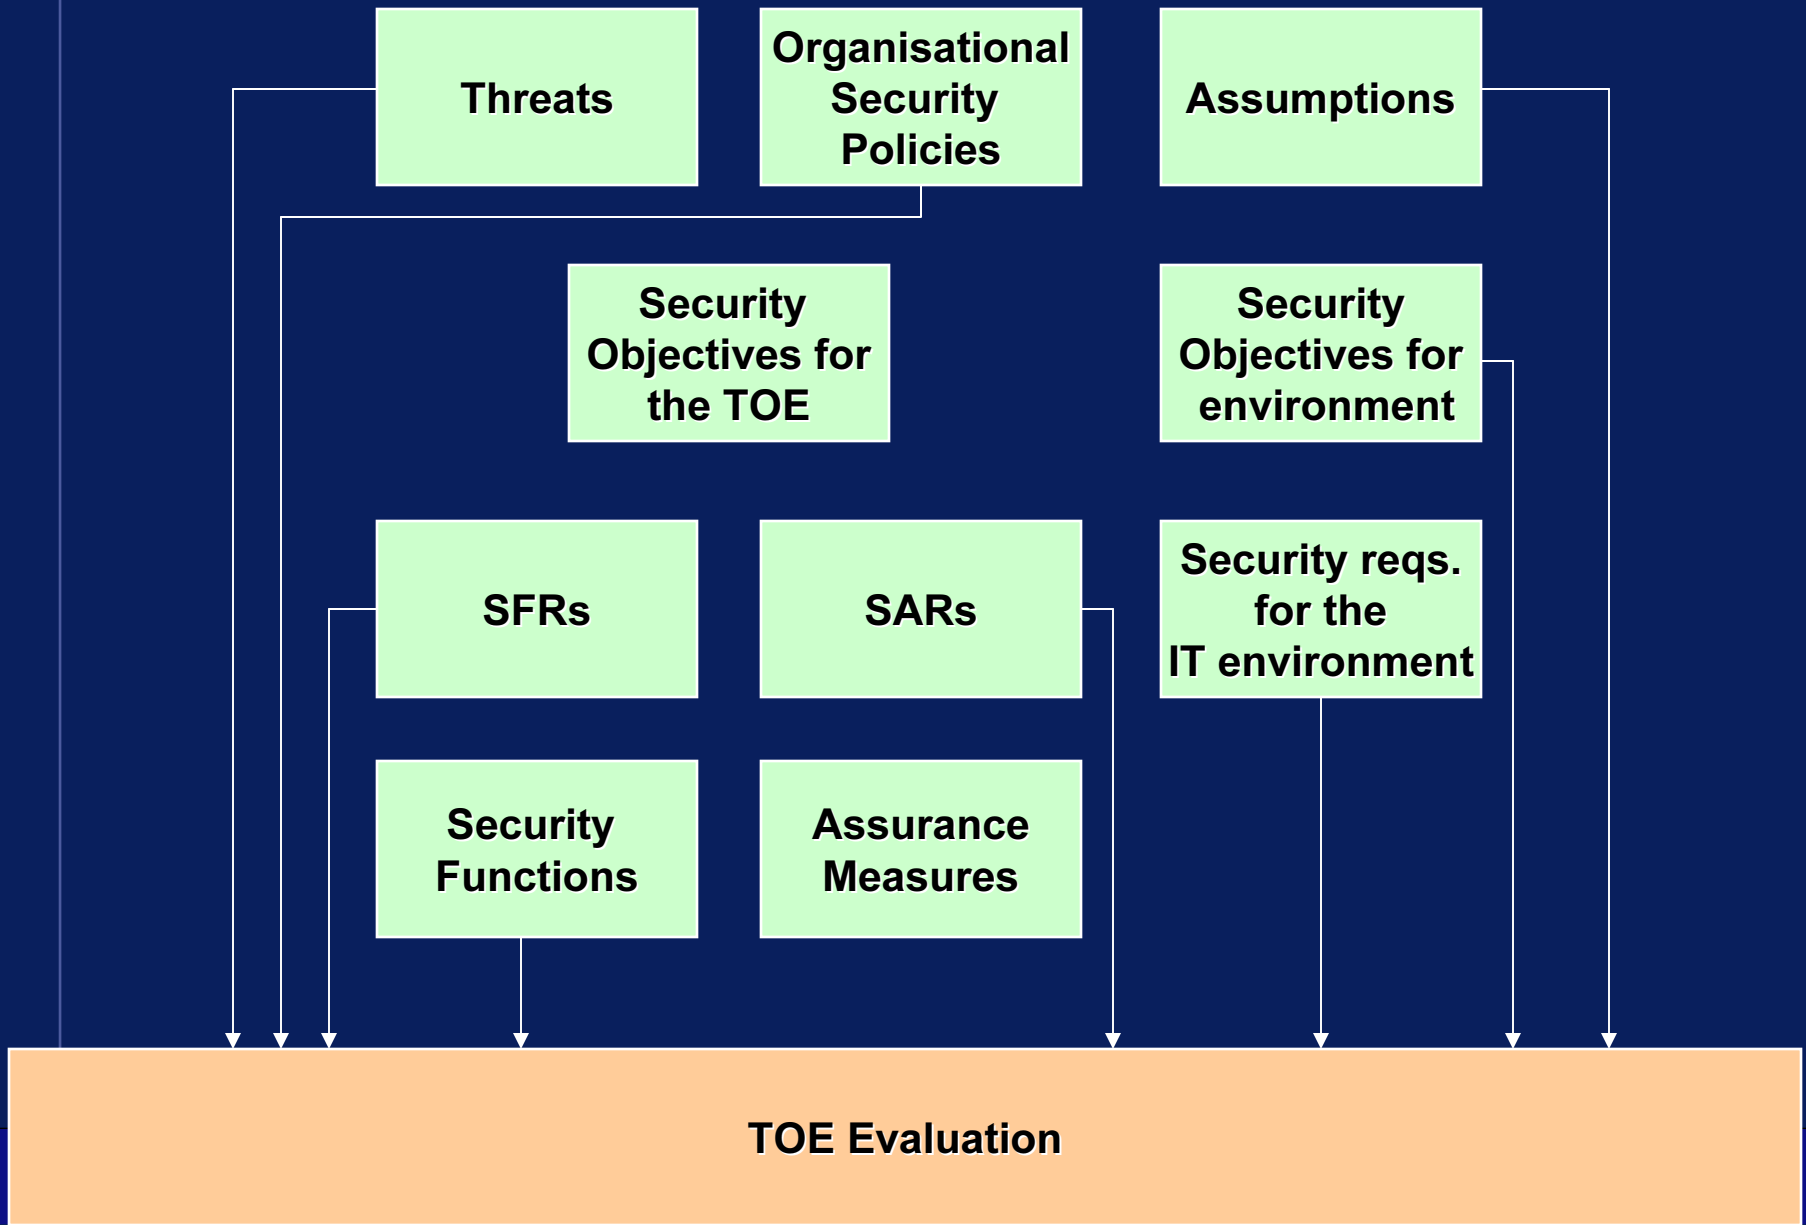 Threats
Organisational
Security
Policies
Assumptions
Security
Objectives for
the TOE
Security
Objectives for
environment
SFRs
SARs
Security reqs.
for the
IT environment
Security
Functions
Assurance
Measures
TOE Evaluation